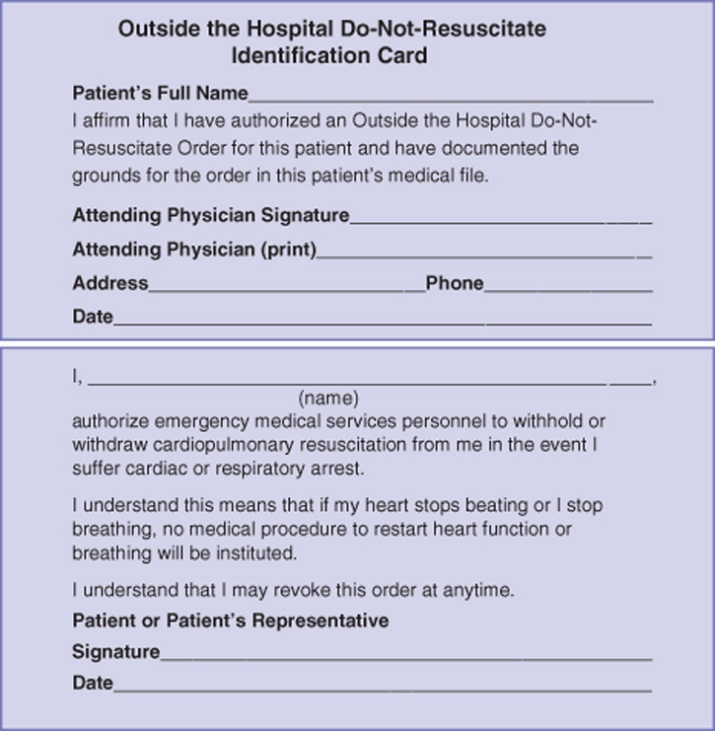 Outside the Hospital Do-Not-Resuscitate
Identification Card
Patient's Full Name
I affirm that I have authorized an Outside the Hospital Do-Not-
Resuscitate Order for this patient and have documented the
grounds for the order in this patient's medical file.
Attending Physician Signature
Attending Physician (print)
Address Phone
Date
I, ,
(name)
authorize emergency medical services personnel to withhold or
withdraw cardiopulmonary resuscitation from me in the event I
suffer cardiac or respiratory arrest.
I understand this means that if my heart stops beating or I stop
breathing, no medical procedure to restart heart function or
breathing will be instituted.
I understand that I may revoke this order at anytime.
Patient or Patient's Representative
Signature
Date